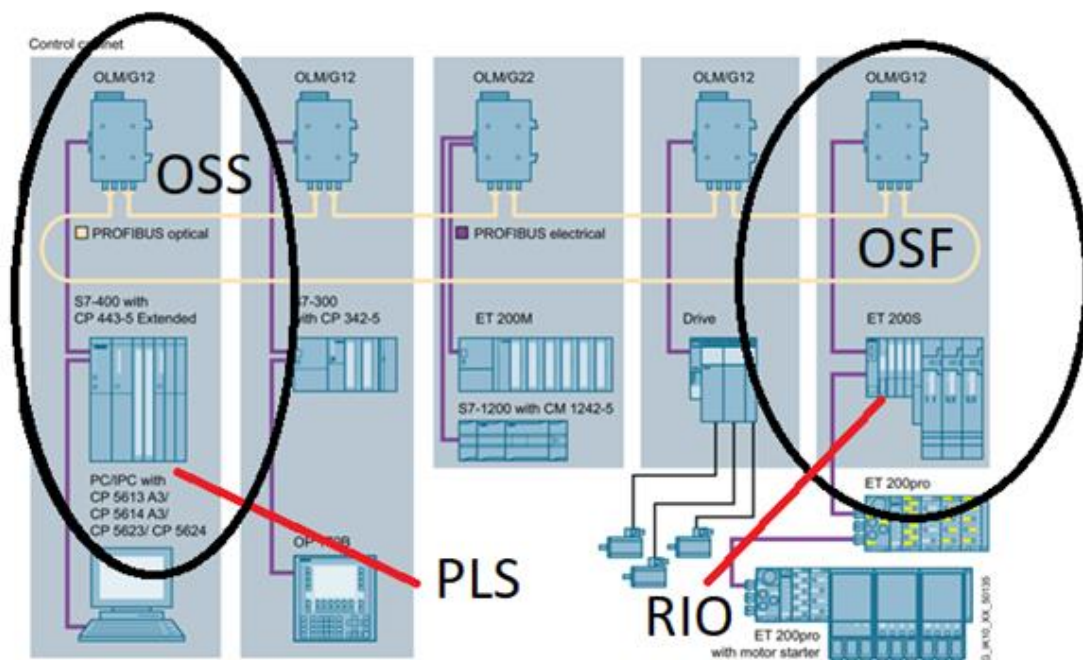 Control cabinet
OLM/G12
OLM/G12
OLM/G22
OLM/G12
OLM/G12
OSS
PROFIBUS optical
PROFIBUS electrical
OSF
S7-400 with
CP 443-5 Extended
S7-300
with CP 342-5
ET 200M
Drive
ET 200S
S7-1200 with CM 1242-5
PC/IPC with
CP 5613 A3/
CP 5614 A3/
CP 5623/ CP 5624
ET 200pro
PLS
RIO
ET 200pro
with motor starter